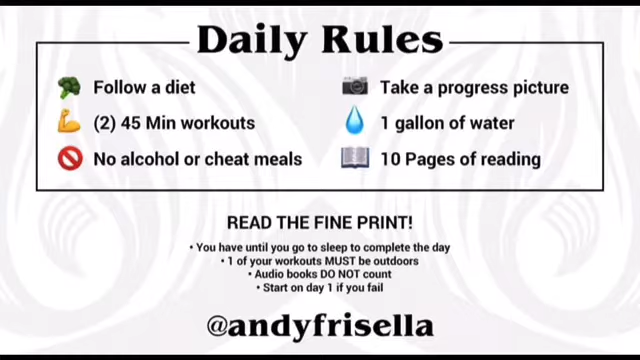 Daily Rules
Follow a diet
(2) 45 Min workouts
No alcohol or cheat meals
Take a progress picture
1 gallon of water
10 Pages of reading
READ THE FINE PRINT!
• You have until you go to sleep to complete the day
• 1 of your workouts MUST be outdoors
• Audio books DO NOT count
• Start on day 1 if you fail
@andyfrisella